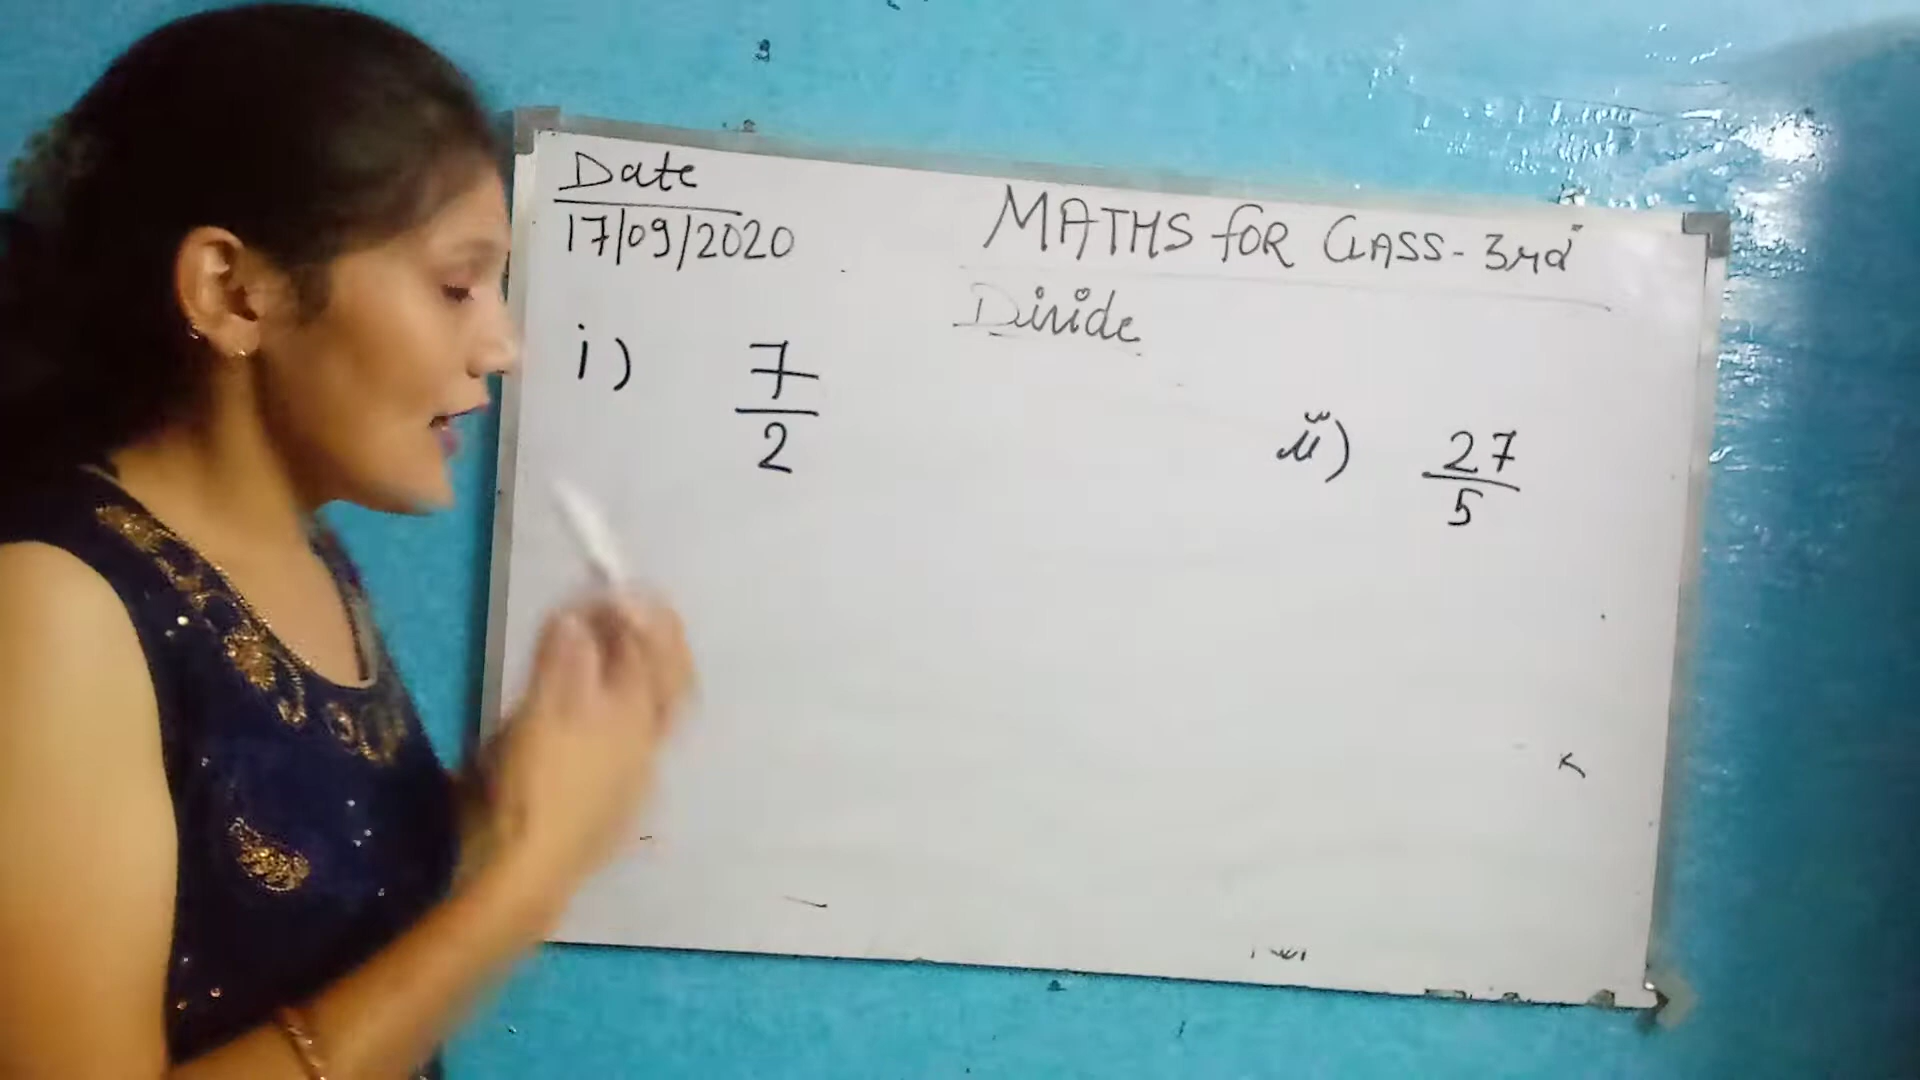 Date
17/09/2020
MATHS FOR CLASS-3rd
Divide
i) 7/2
ii) 27/5